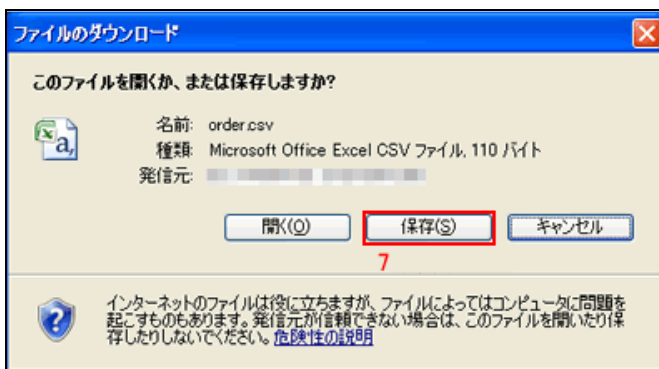 ファイルのダウンロード
このファイルを開くか、または保存しますか?
名前: order.csv
種類: Microsoft Office Excel CSV ファイル, 110 バイト
発信元:
開く(O) 保存(S) キャンセル
7
インターネットのファイルは役に立ちますが、ファイルによってはコンピュータに問題を
起こすものもあります。発信元が信頼できない場合は、このファイルを開いたり保
存したりしないでください。危険性の説明